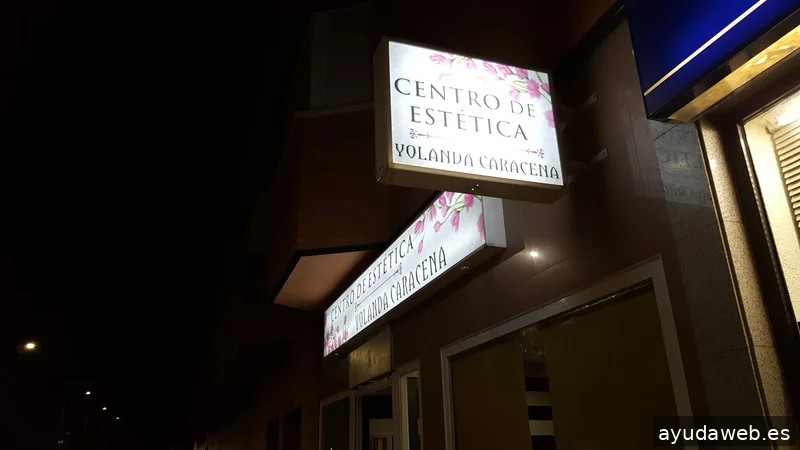 CENTRO DE
ESTÉTICA
YOLANDA CARACENA
CENTRO DE ESTÉTICA
YOLANDA CARACENA
ayudaweb.es